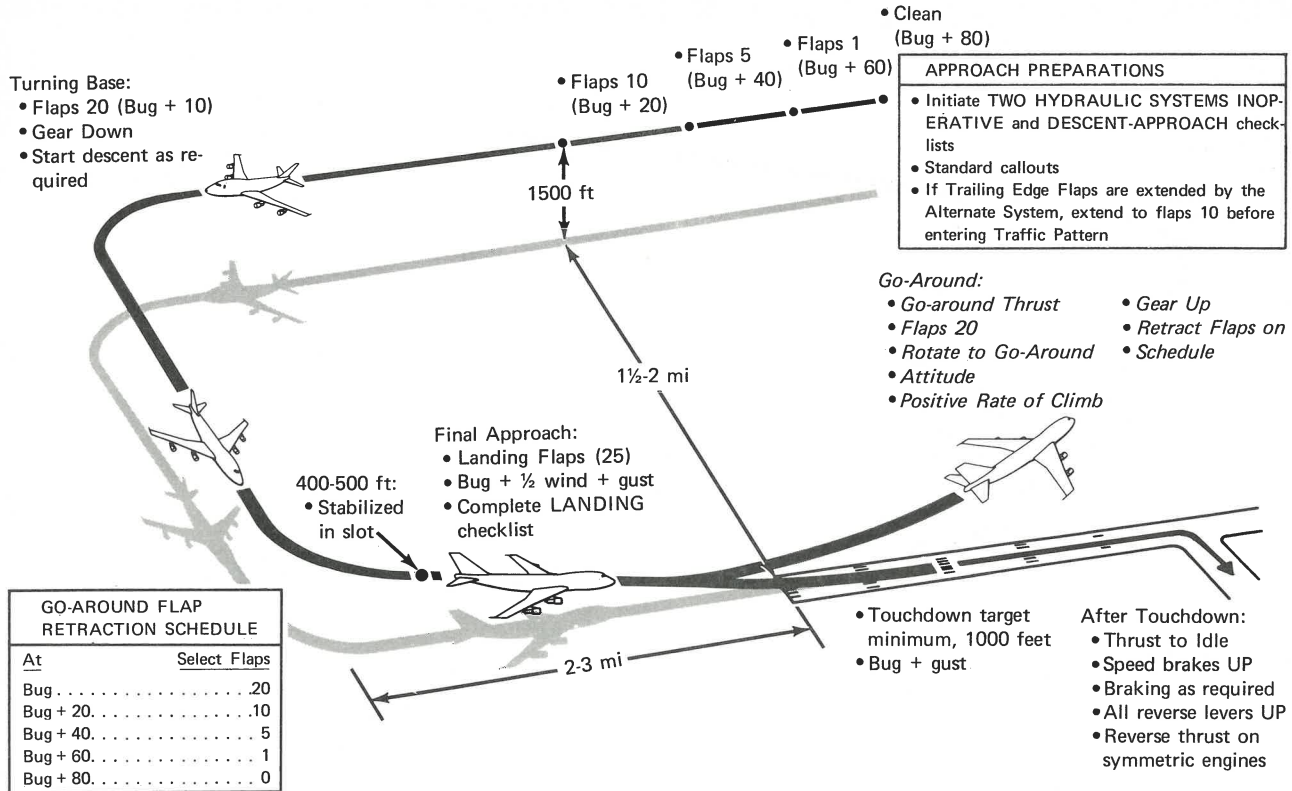 • Clean
(Bug + 80)
• Flaps 1
(Bug + 60)
• Flaps 5
(Bug + 40)
• Flaps 10
(Bug + 20)
Turning Base:
• Flaps 20 (Bug + 10)
• Gear Down
• Start descent as re-
quired
APPROACH PREPARATIONS
• Initiate TWO HYDRAULIC SYSTEMS INOP-
ERATIVE and DESCENT-APPROACH check-
lists
• Standard callouts
• If Trailing Edge Flaps are extended by the
Alternate System, extend to flaps 10 before
entering Traffic Pattern
1500 ft
Go-Around:
• Go-around Thrust
• Flaps 20
• Rotate to Go-Around
• Attitude
• Positive Rate of Climb
• Gear Up
• Retract Flaps on
• Schedule
1½-2 mi
Final Approach:
• Landing Flaps (25)
• Bug + ½ wind + gust
• Complete LANDING
checklist
400-500 ft:
• Stabilized
in slot
GO-AROUND FLAP
RETRACTION SCHEDULE
At Select Flaps
Bug . . . . . . . . . . . . . . . . . .20
Bug + 20. . . . . . . . . . . . . . .10
Bug + 40. . . . . . . . . . . . . . . 5
Bug + 60. . . . . . . . . . . . . . . 1
Bug + 80. . . . . . . . . . . . . . . 0
2-3 mi
• Touchdown target
minimum, 1000 feet
• Bug + gust
After Touchdown:
• Thrust to Idle
• Speed brakes UP
• Braking as required
• All reverse levers UP
• Reverse thrust on
symmetric engines